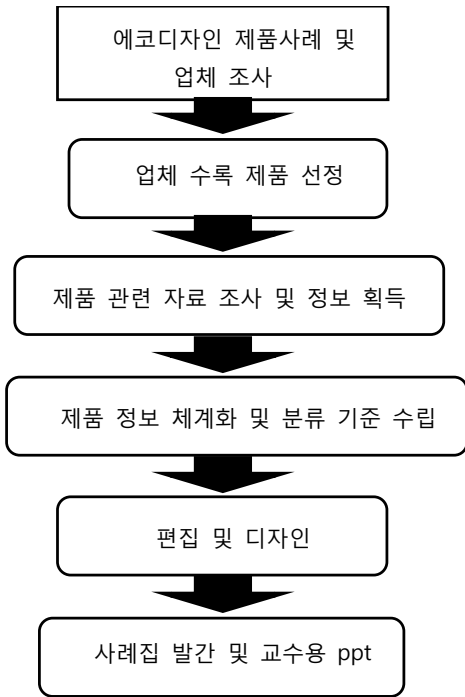 에코디자인 제품사례 및
업체 조사
업체 수록 제품 선정
제품 관련 자료 조사 및 정보 획득
제품 정보 체계화 및 분류 기준 수립
편집 및 디자인
사례집 발간 및 교수용 ppt